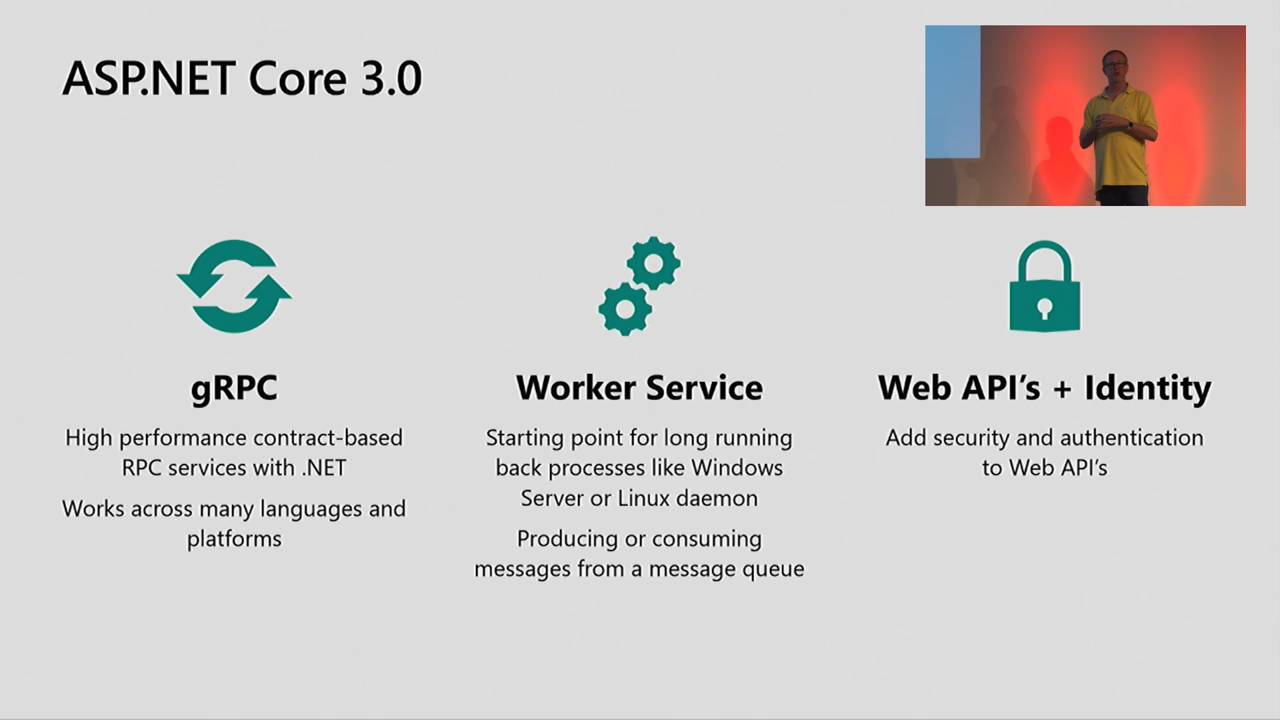 ASP.NET Core 3.0
gRPC
High performance contract-based
RPC services with .NET
Works across many languages and
platforms
Worker Service
Starting point for long running
back processes like Windows
Server or Linux daemon
Producing or consuming
messages from a message queue
Web API’s + Identity
Add security and authentication
to Web API’s